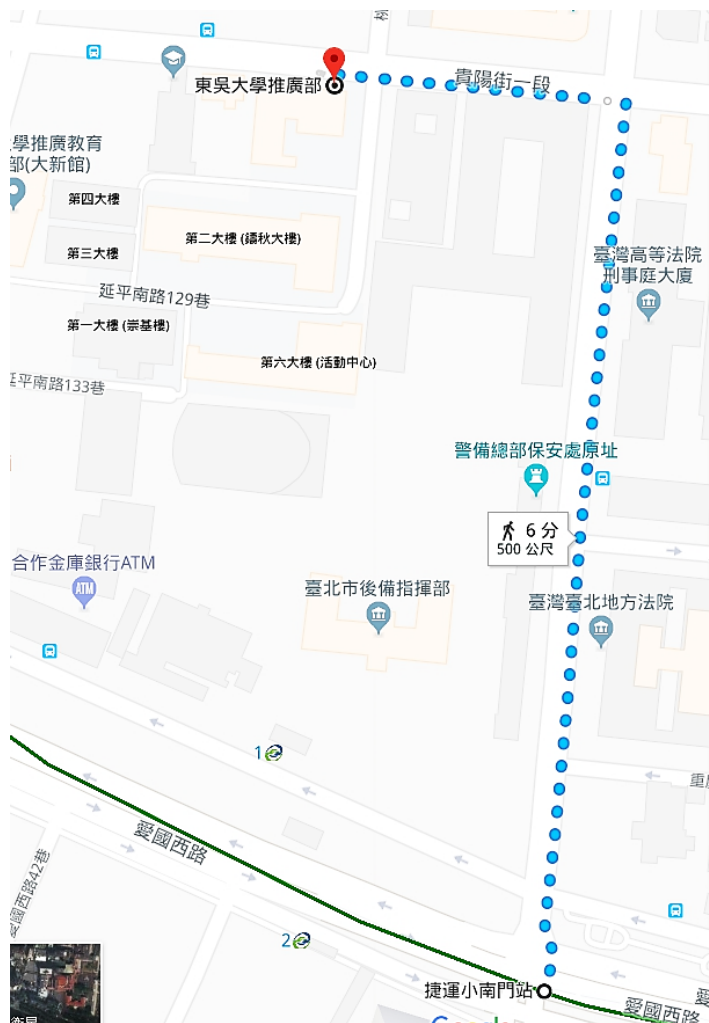 桃
貴陽街一段
東吳大學推廣部
學推廣教育
部(大新館)
第四大樓
第二大樓 (鑄秋大樓)
第三大樓
臺灣高等法院
刑事庭大廈
延平南路129巷
第一大樓 (崇基樓)
第六大樓 (活動中心)
延平南路133巷
警備總部保安處原址
6 分
500 公尺
合作金庫銀行ATM
ATM
臺北市後備指揮部
臺灣臺北地方法院
1
重慶
愛國西路
愛國西路42巷
2
捷運小南門站
愛國西路
衛星
Google